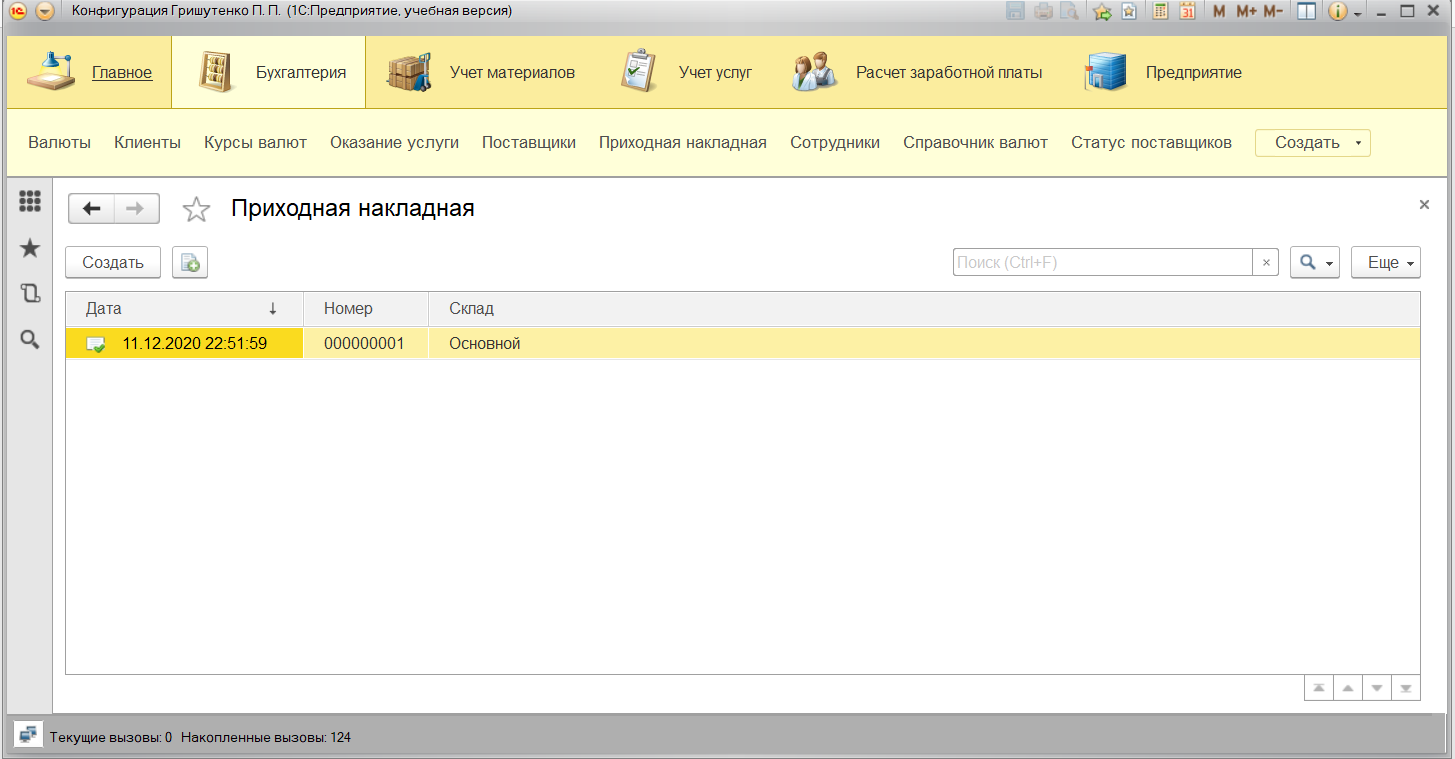 Конфигурация Гришутенко П. П. (1С:Предприятие, учебная версия)
31 M M+ M-
Главное Бухгалтерия Учет материалов Учет услуг Расчет заработной платы Предприятие
Валюты Клиенты Курсы валют Оказание услуги Поставщики Приходная накладная Сотрудники Справочник валют Статус поставщиков Создать
Приходная накладная
Создать Поиск (Ctrl+F) × Еще
Дата ↓ Номер Склад
11.12.2020 22:51:59 000000001 Основной
Текущие вызовы: 0 Накопленные вызовы: 124